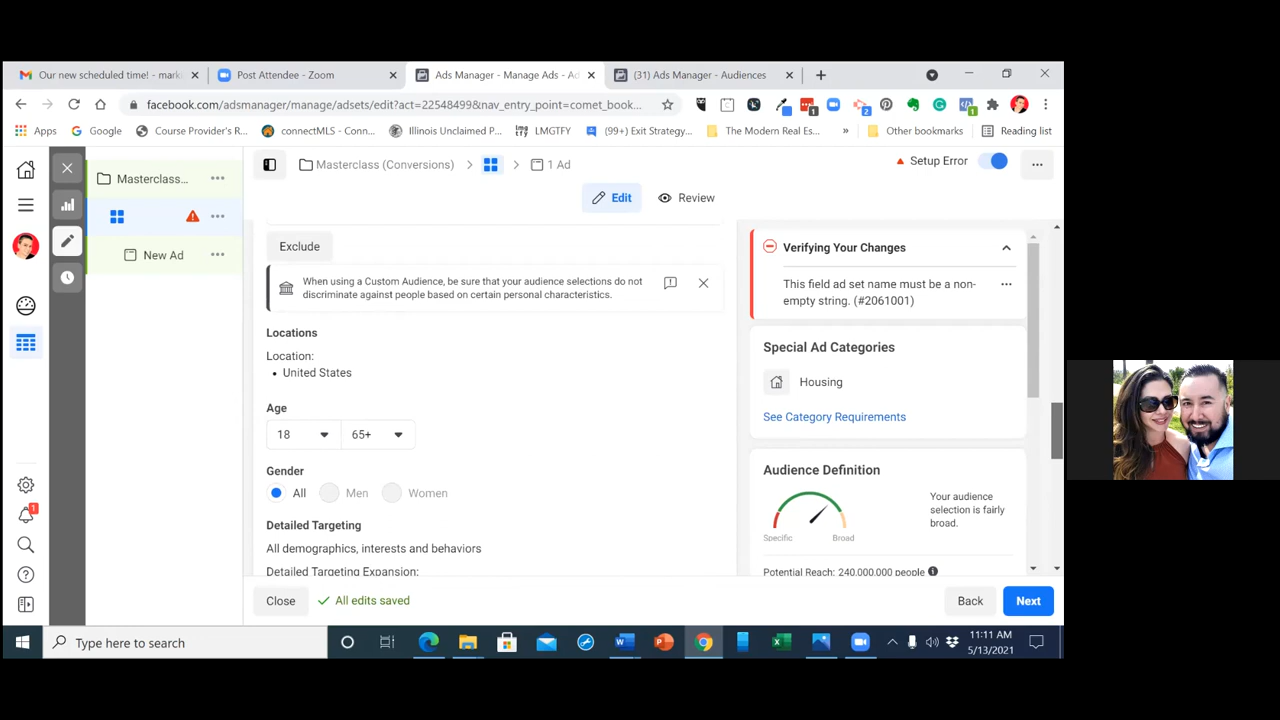 Our new scheduled time! - mark
Post Attendee - Zoom
Ads Manager - Manage Ads - Ad
(31) Ads Manager - Audiences
facebook.com/adsmanager/manage/adsets/edit?act=22548499&nav_entry_point=comet_book...
1
2
1
Apps
Google
Course Provider's R...
connectMLS - Conn...
Illinois Unclaimed P...
LMGTFY
(99+) Exit Strategy...
The Modern Real Es...
»
Other bookmarks
Reading list
Masterclass...
New Ad
Masterclass (Conversions)
1 Ad
Setup Error
Edit
Review
Exclude
When using a Custom Audience, be sure that your audience selections do not
discriminate against people based on certain personal characteristics.
Locations
Location:
• United States
Age
18
65+
Gender
All
Men
Women
Detailed Targeting
All demographics, interests and behaviors
Detailed Targeting Expansion:
Verifying Your Changes
This field ad set name must be a non-
empty string. (#2061001)
Special Ad Categories
Housing
See Category Requirements
Audience Definition
Specific
Broad
Your audience
selection is fairly
broad.
Potential Reach: 240,000,000 people
1
Close
All edits saved
Back
Next
Type here to search
11:11 AM
5/13/2021